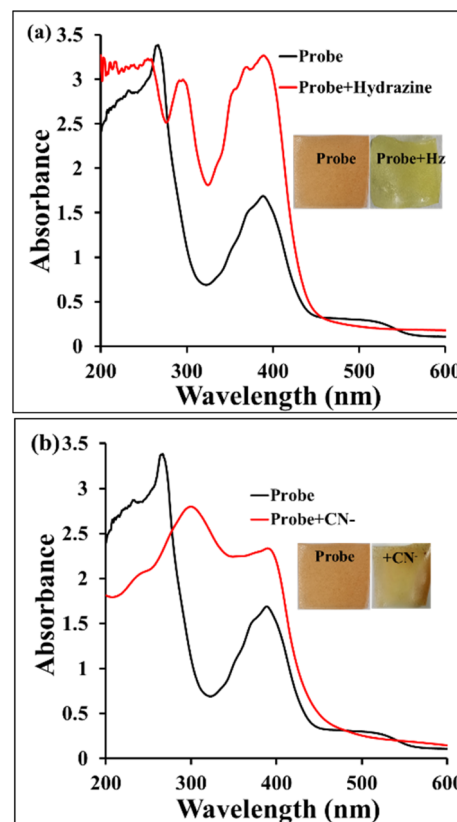 (a)
3.5
3
2.5
2
1.5
1
0.5
0
Absorbance
Probe
Probe+Hydrazine
Probe
Probe+Hz
200
300
400
500
600
Wavelength (nm)
(b)
3.5
3
2.5
2
1.5
1
0.5
0
Absorbance
Probe
Probe+CN-
Probe
+CN-
200
300
400
500
600
Wavelength (nm)